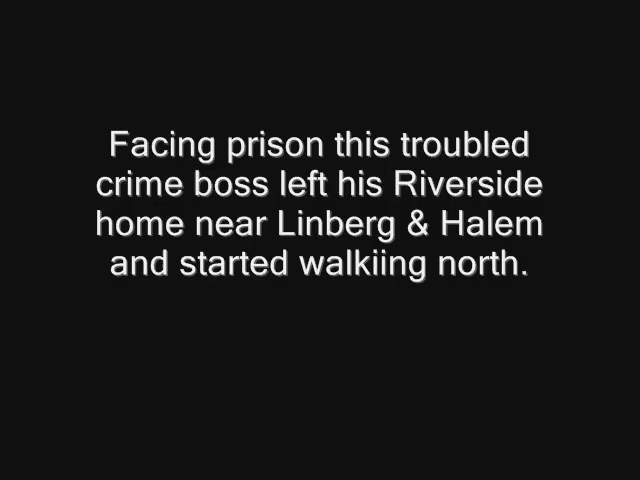 Facing prison this troubled
crime boss left his Riverside
home near Linberg & Halem
and started walkiing north.